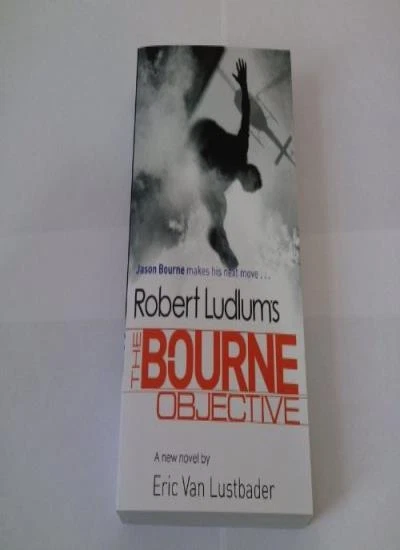 Jason Bourne makes his next move . . .
Robert Ludlum's
THE
BOURNE
OBJECTIVE
A new novel by
Eric Van Lustbader